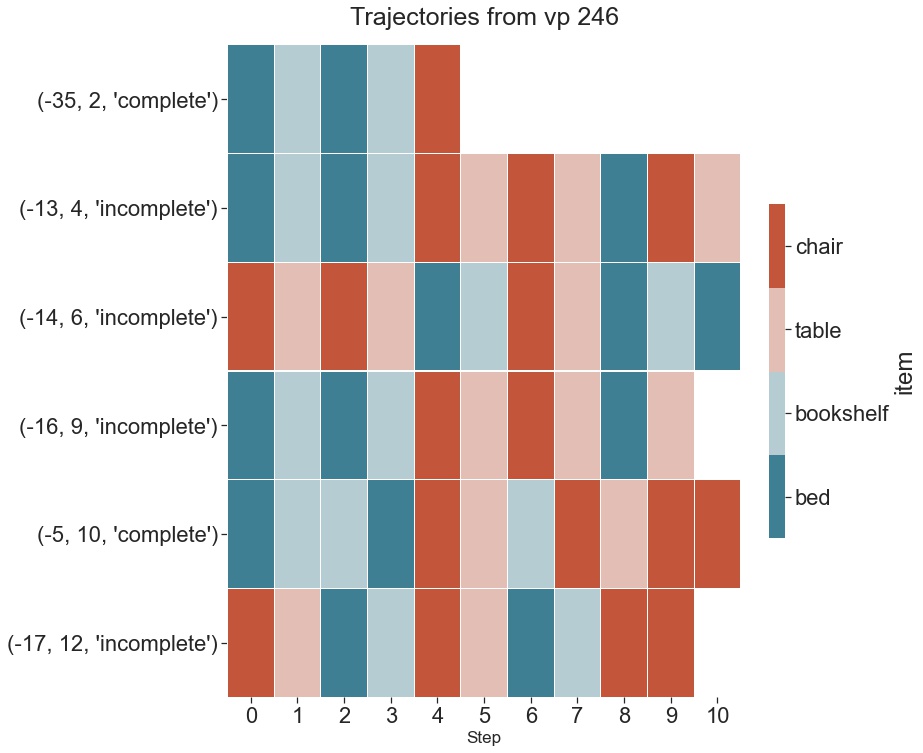 Trajectories from vp 246
(-35, 2, 'complete')
(-13, 4, 'incomplete')
(-14, 6, 'incomplete')
(-16, 9, 'incomplete')
(-5, 10, 'complete')
(-17, 12, 'incomplete')
0 1 2 3 4 5 6 7 8 9 10
Step
chair
table
bookshelf
bed
item